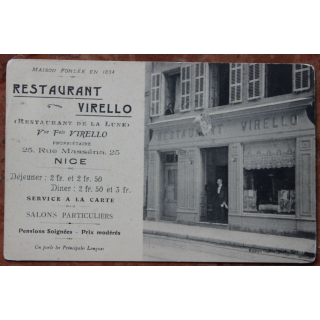 MAISON FONDÉE EN 1854
RESTAURANT
VIRELLO
(RESTAURANT DE LA LUNE)
Vve Fois VIRELLO
PROPRIÉTAIRE
25, Rue Masséna, 25
NICE
Déjeuner : 2 fr. et 2 fr. 50
Dîner : 2 fr. 50 et 3 fr.
SERVICE A LA CARTE
SALONS PARTICULIERS
Pensions Soignées - Prix modérés
On parle les Principales Langues
RESTAURANT VIRELLO